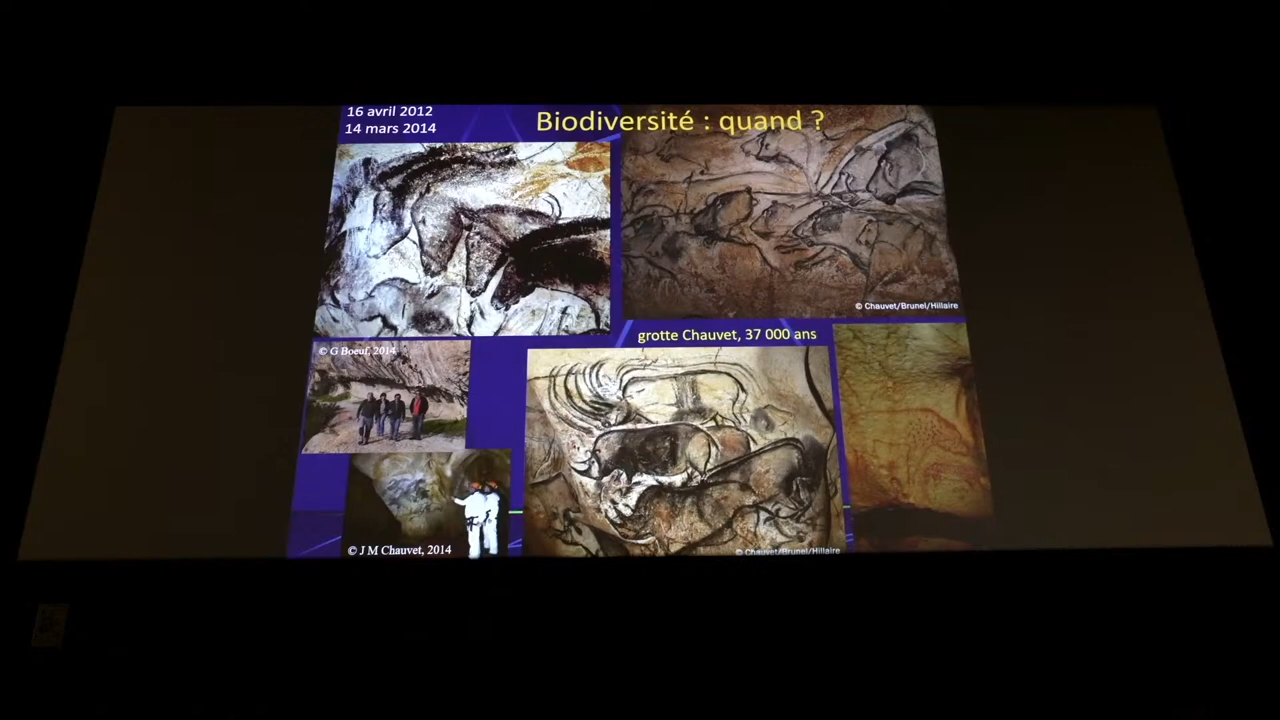 16 avril 2012
14 mars 2014
Biodiversité : quand ?
© Chauvet/Brunel/Hillaire
grotte Chauvet, 37 000 ans
© G Boeuf, 2014
© J M Chauvet, 2014
© Chauvet/Brunel/Hillaire